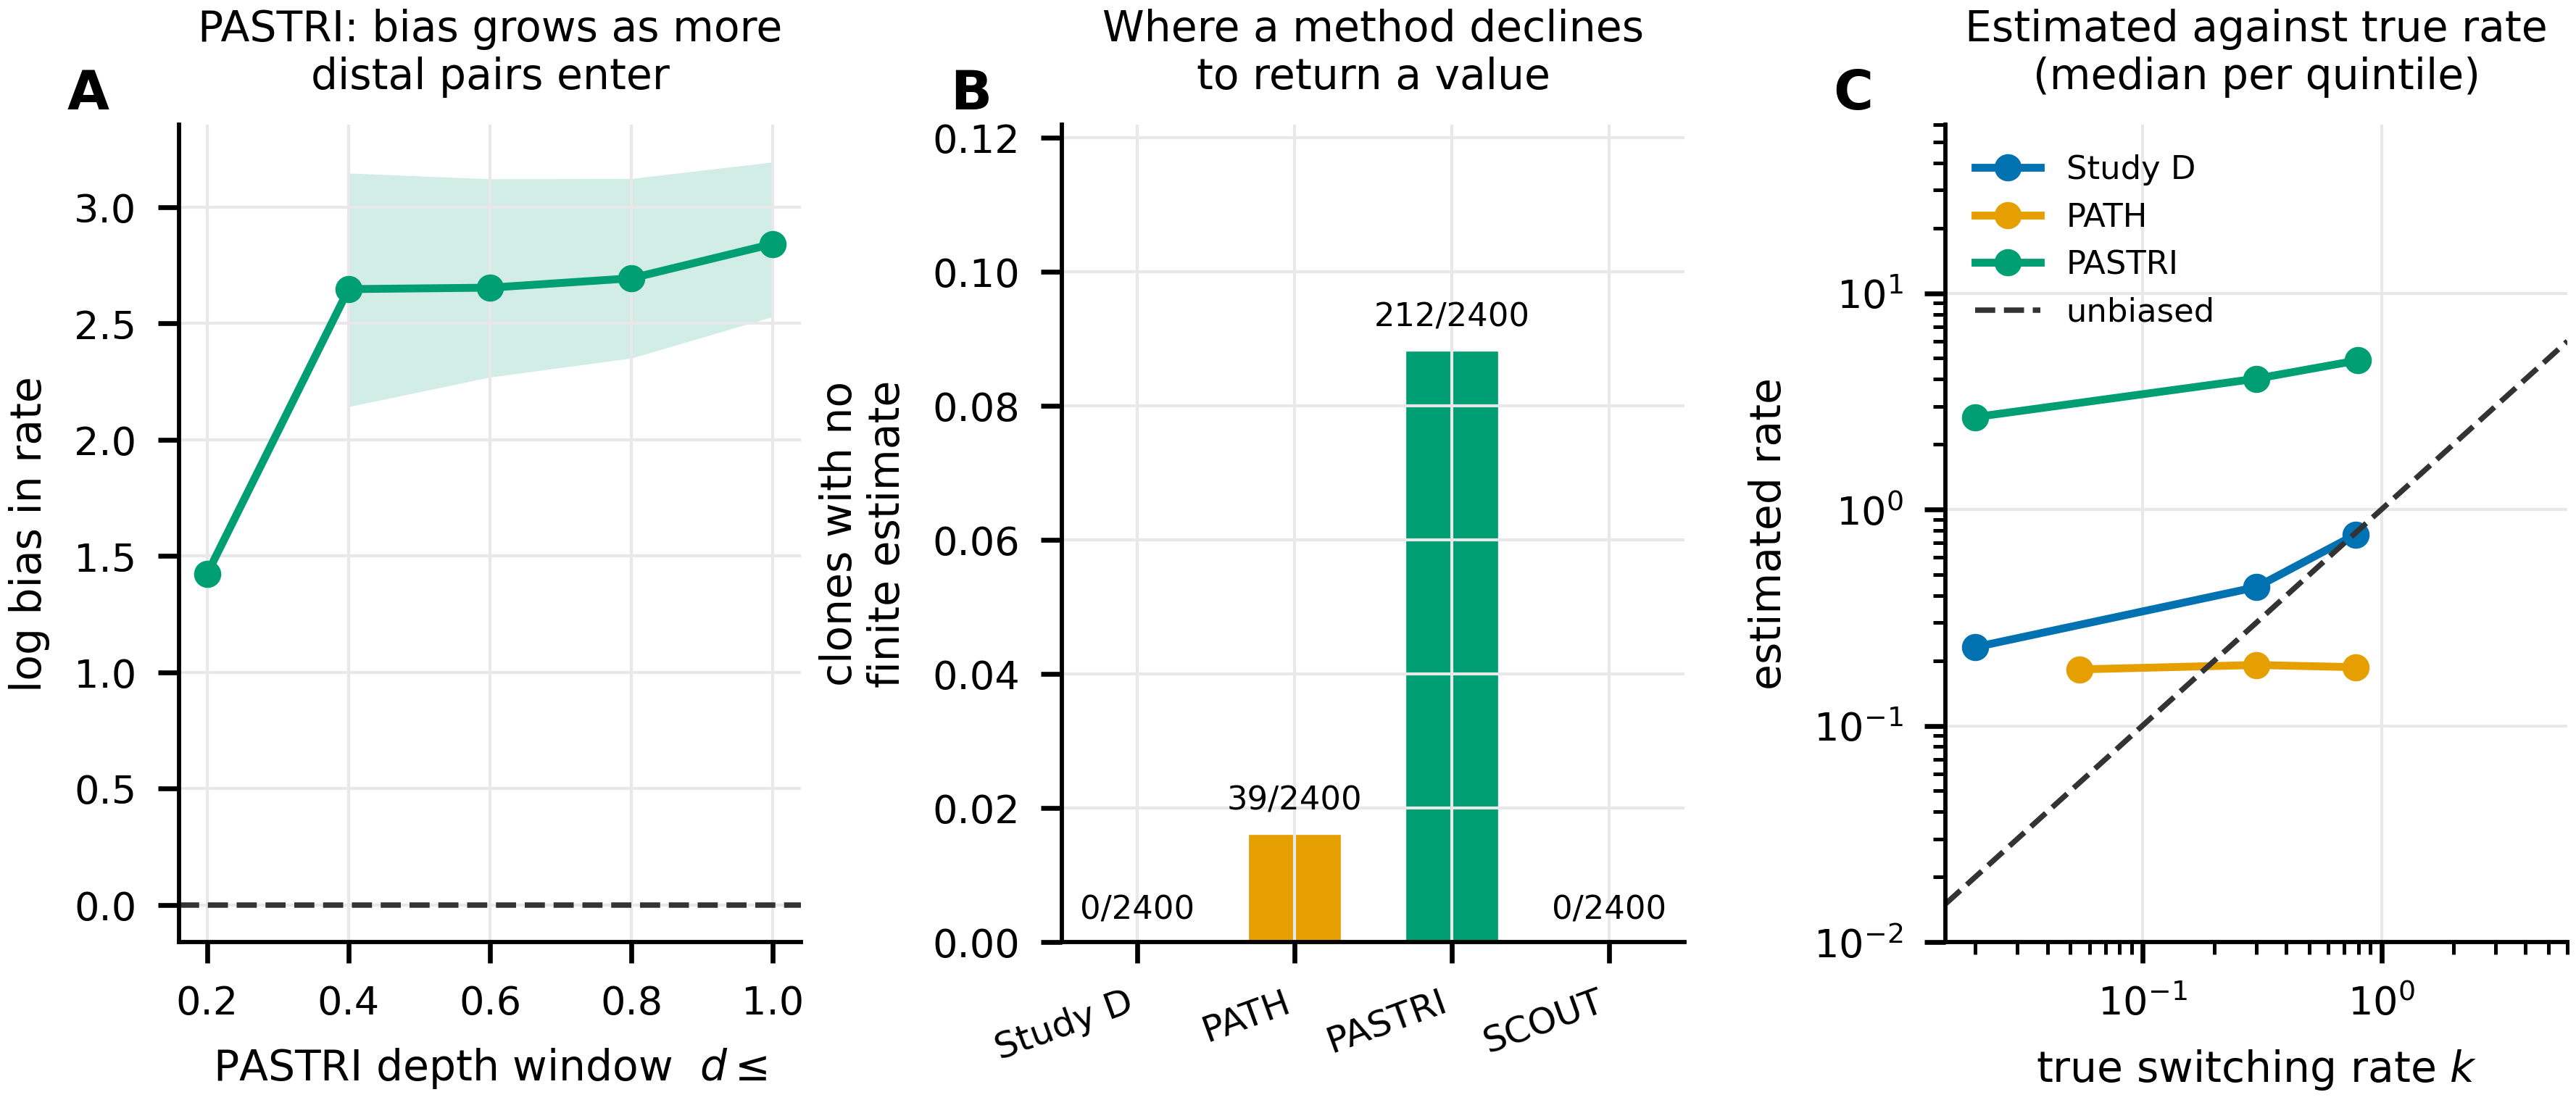 PASTRI: bias grows as more
distal pairs enter
A
log bias in rate
3.0
2.5
2.0
1.5
1.0
0.5
0.0
0.2 0.4 0.6 0.8 1.0
PASTRI depth window d ≤
Where a method declines
to return a value
B
clones with no
finite estimate
0.12
0.10
0.08
0.06
0.04
0.02
0.00
0/2400
39/2400
212/2400
0/2400
Study D PATH PASTRI SCOUT
Estimated against true rate
(median per quintile)
C
estimated rate
Study D
PATH
PASTRI
unbiased
10¹
10⁰
10⁻¹
10⁻²
10⁻¹ 10⁰
true switching rate k